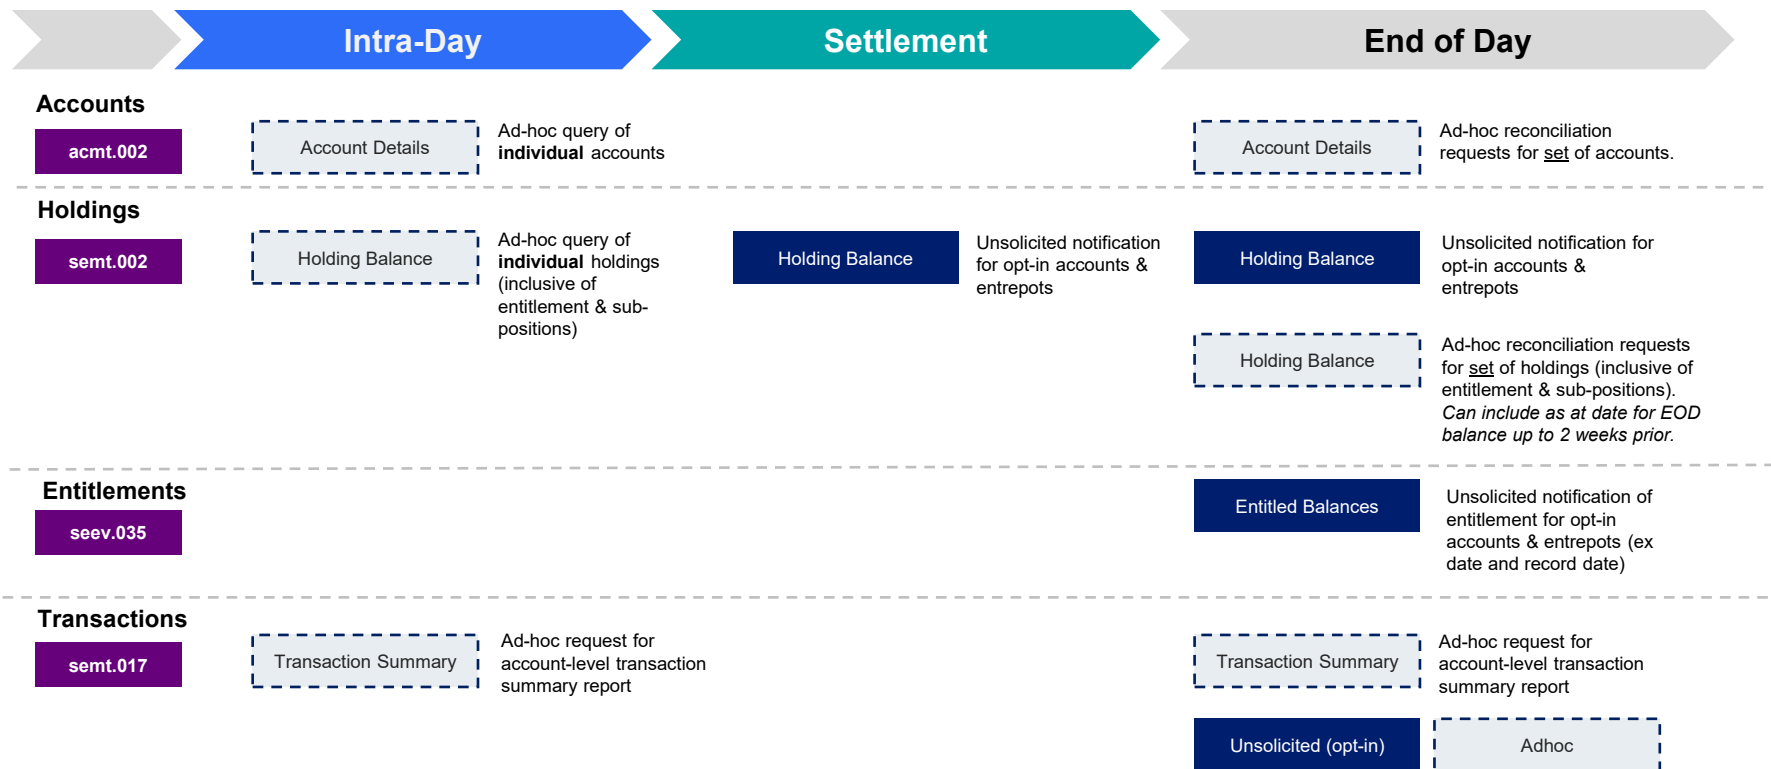 Intra-Day
Settlement
End of Day
Accounts
acmt.002
Account Details
Ad-hoc query of
individual accounts
Account Details
Ad-hoc reconciliation
requests for set of accounts.
Holdings
semt.002
Holding Balance
Ad-hoc query of
individual holdings
(inclusive of
entitlement & sub-
positions)
Holding Balance
Unsolicited notification
for opt-in accounts &
entrepots
Holding Balance
Unsolicited notification for
opt-in accounts &
entrepots
Holding Balance
Ad-hoc reconciliation requests
for set of holdings (inclusive of
entitlement & sub-positions).
Can include as at date for EOD
balance up to 2 weeks prior.
Entitlements
seev.035
Entitled Balances
Unsolicited notification of
entitlement for opt-in
accounts & entrepots (ex
date and record date)
Transactions
semt.017
Transaction Summary
Ad-hoc request for
account-level transaction
summary report
Transaction Summary
Ad-hoc request for
account-level transaction
summary report
Unsolicited (opt-in)
Adhoc